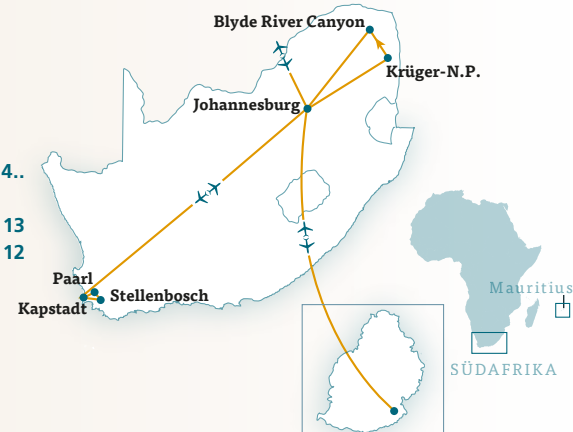 Blyde River Canyon
Krüger-N.P.
Johannesburg
4..
13
12
Paarl
Stellenbosch
Kapstadt
Mauritius
SÜDAFRIKA